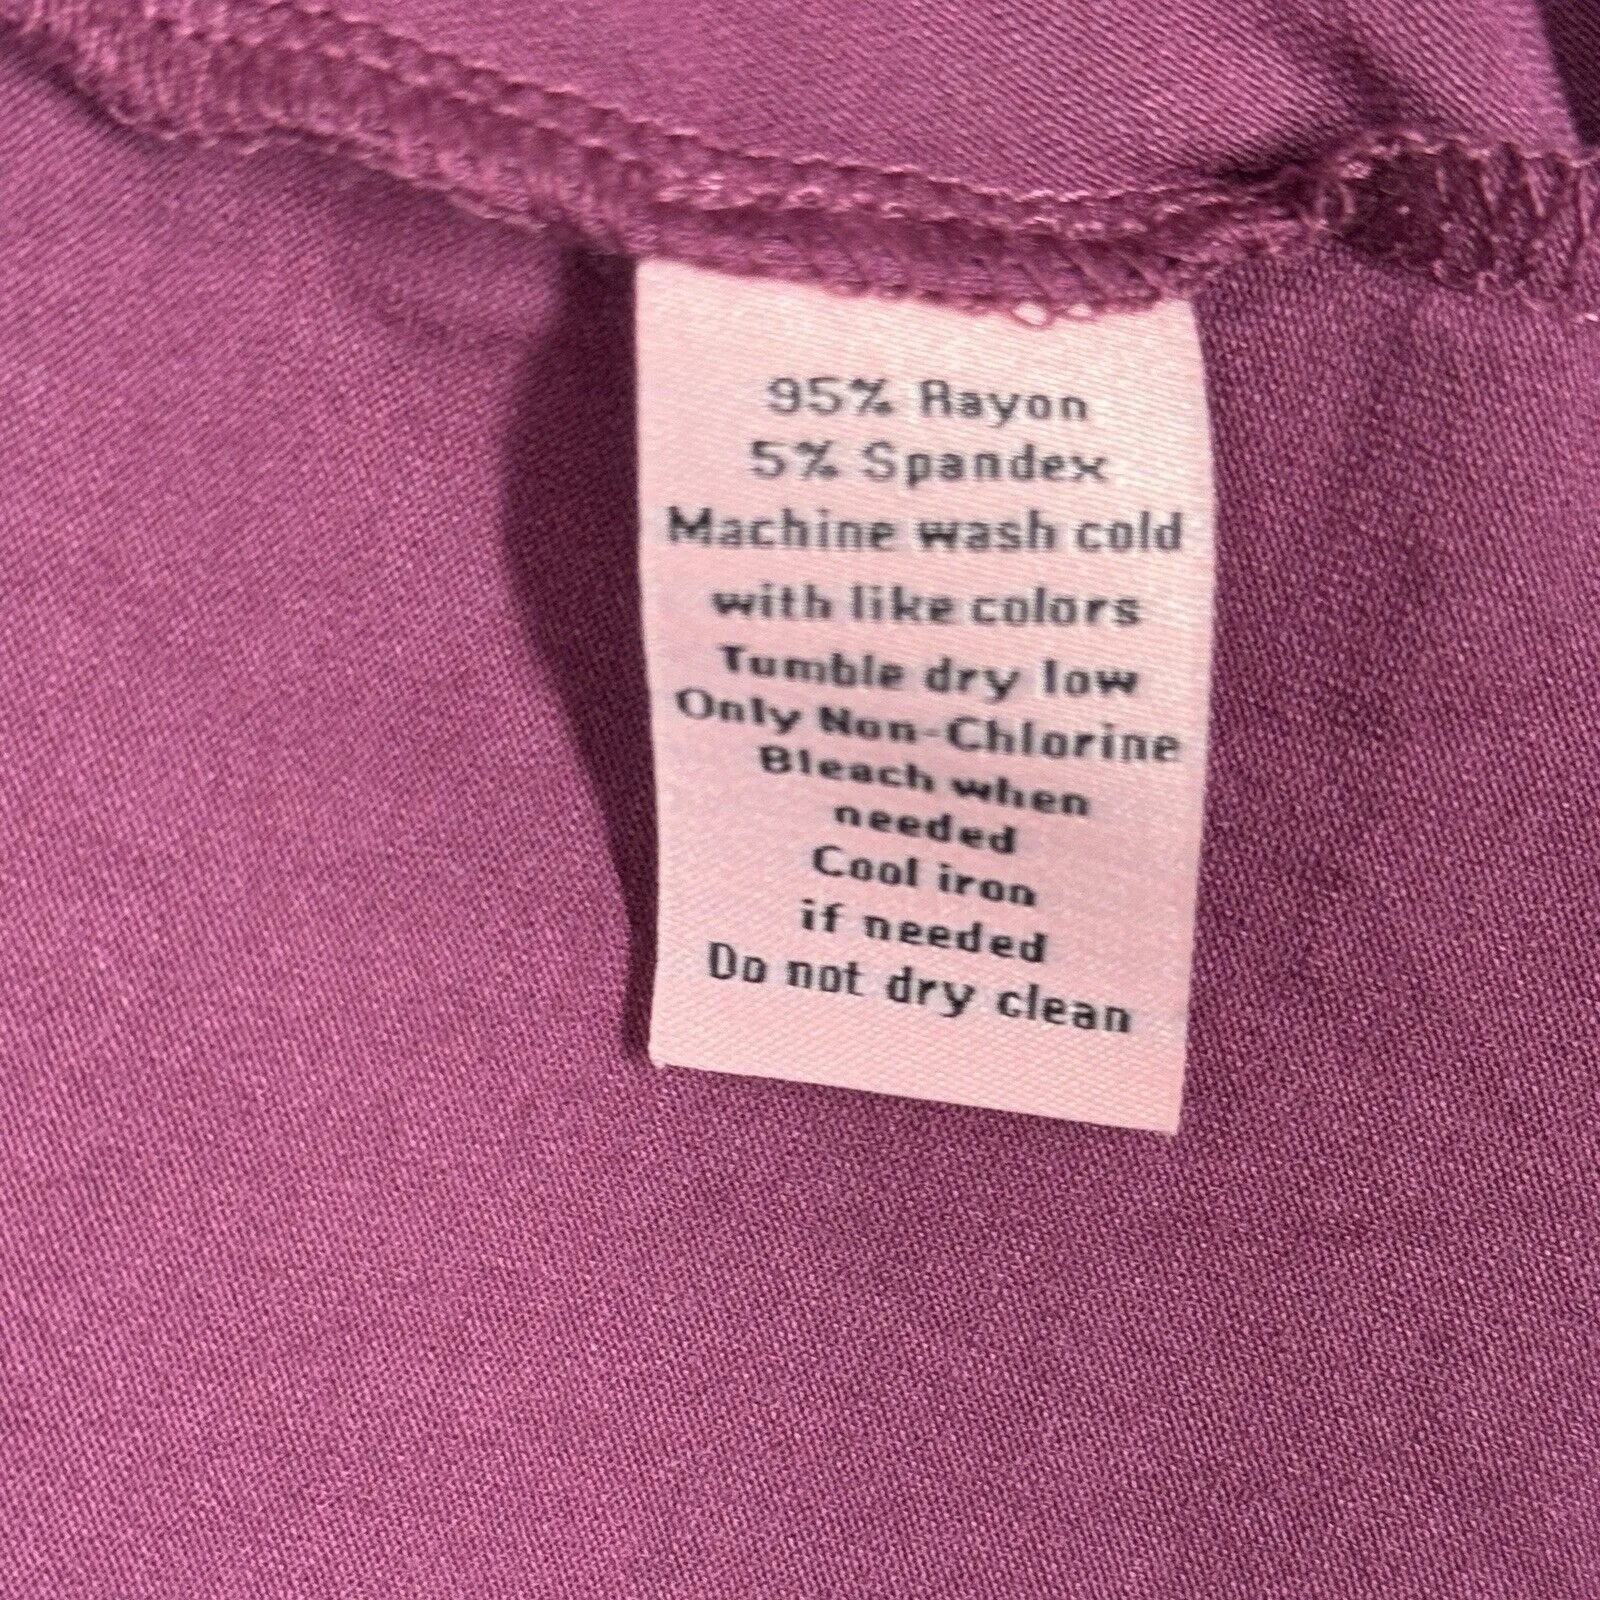 95% Rayon
5% Spandex
Machine wash cold
with like colors
Tumble dry low
Only Non-Chlorine
Bleach when
needed
Cool iron
if needed
Do not dry clean